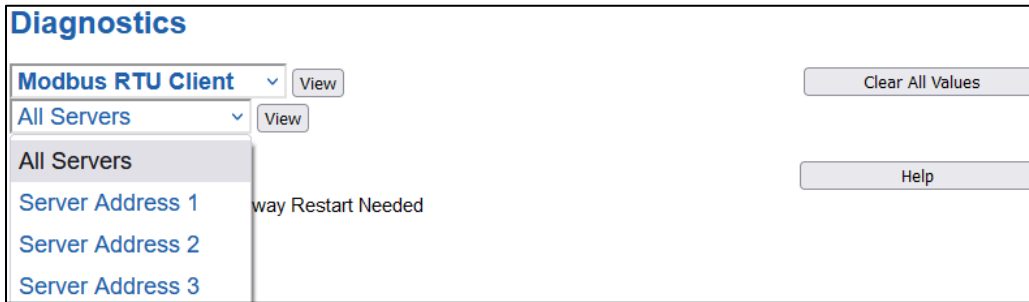 Diagnostics
Modbus RTU Client View Clear All Values
All Servers View
All Servers
Help
Server Address 1 way Restart Needed
Server Address 2
Server Address 3